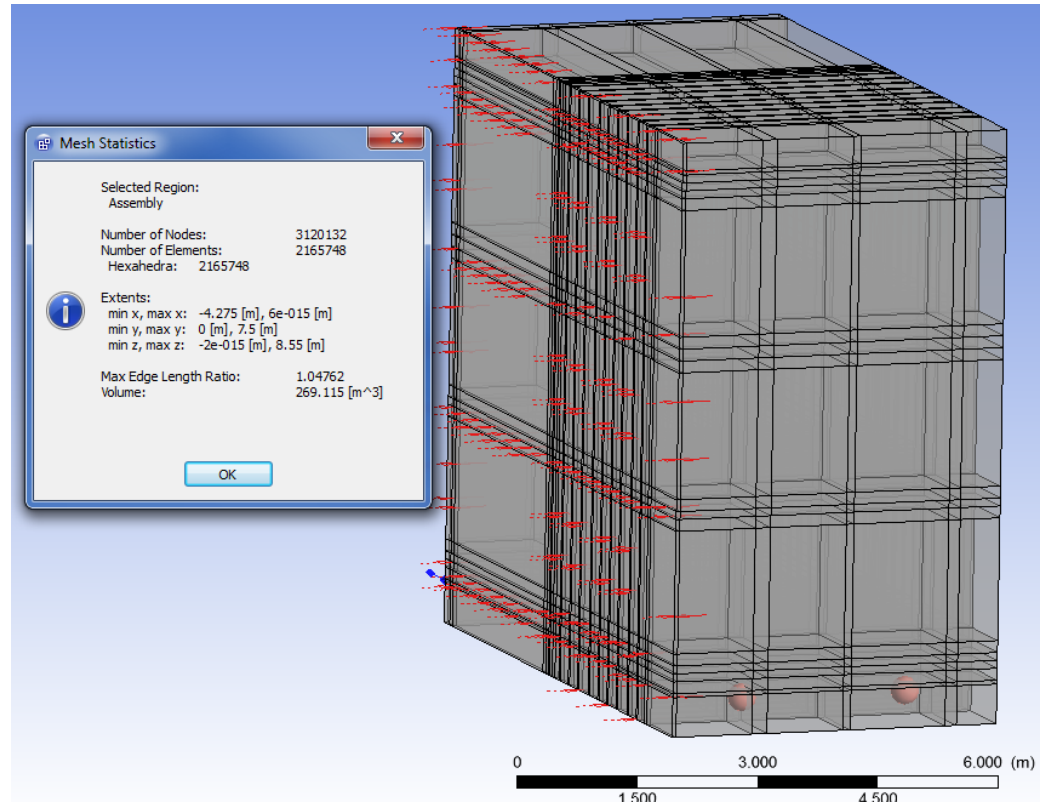 Mesh Statistics
Selected Region:
Assembly
Number of Nodes: 3120132
Number of Elements: 2165748
Hexahedra: 2165748
Extents:
min x, max x: -4.275 [m], 6e-015 [m]
min y, max y: 0 [m], 7.5 [m]
min z, max z: -2e-015 [m], 8.55 [m]
Max Edge Length Ratio: 1.04762
Volume: 269.115 [m^3]
OK
0 3.000 6.000 (m)
1.500 4.500